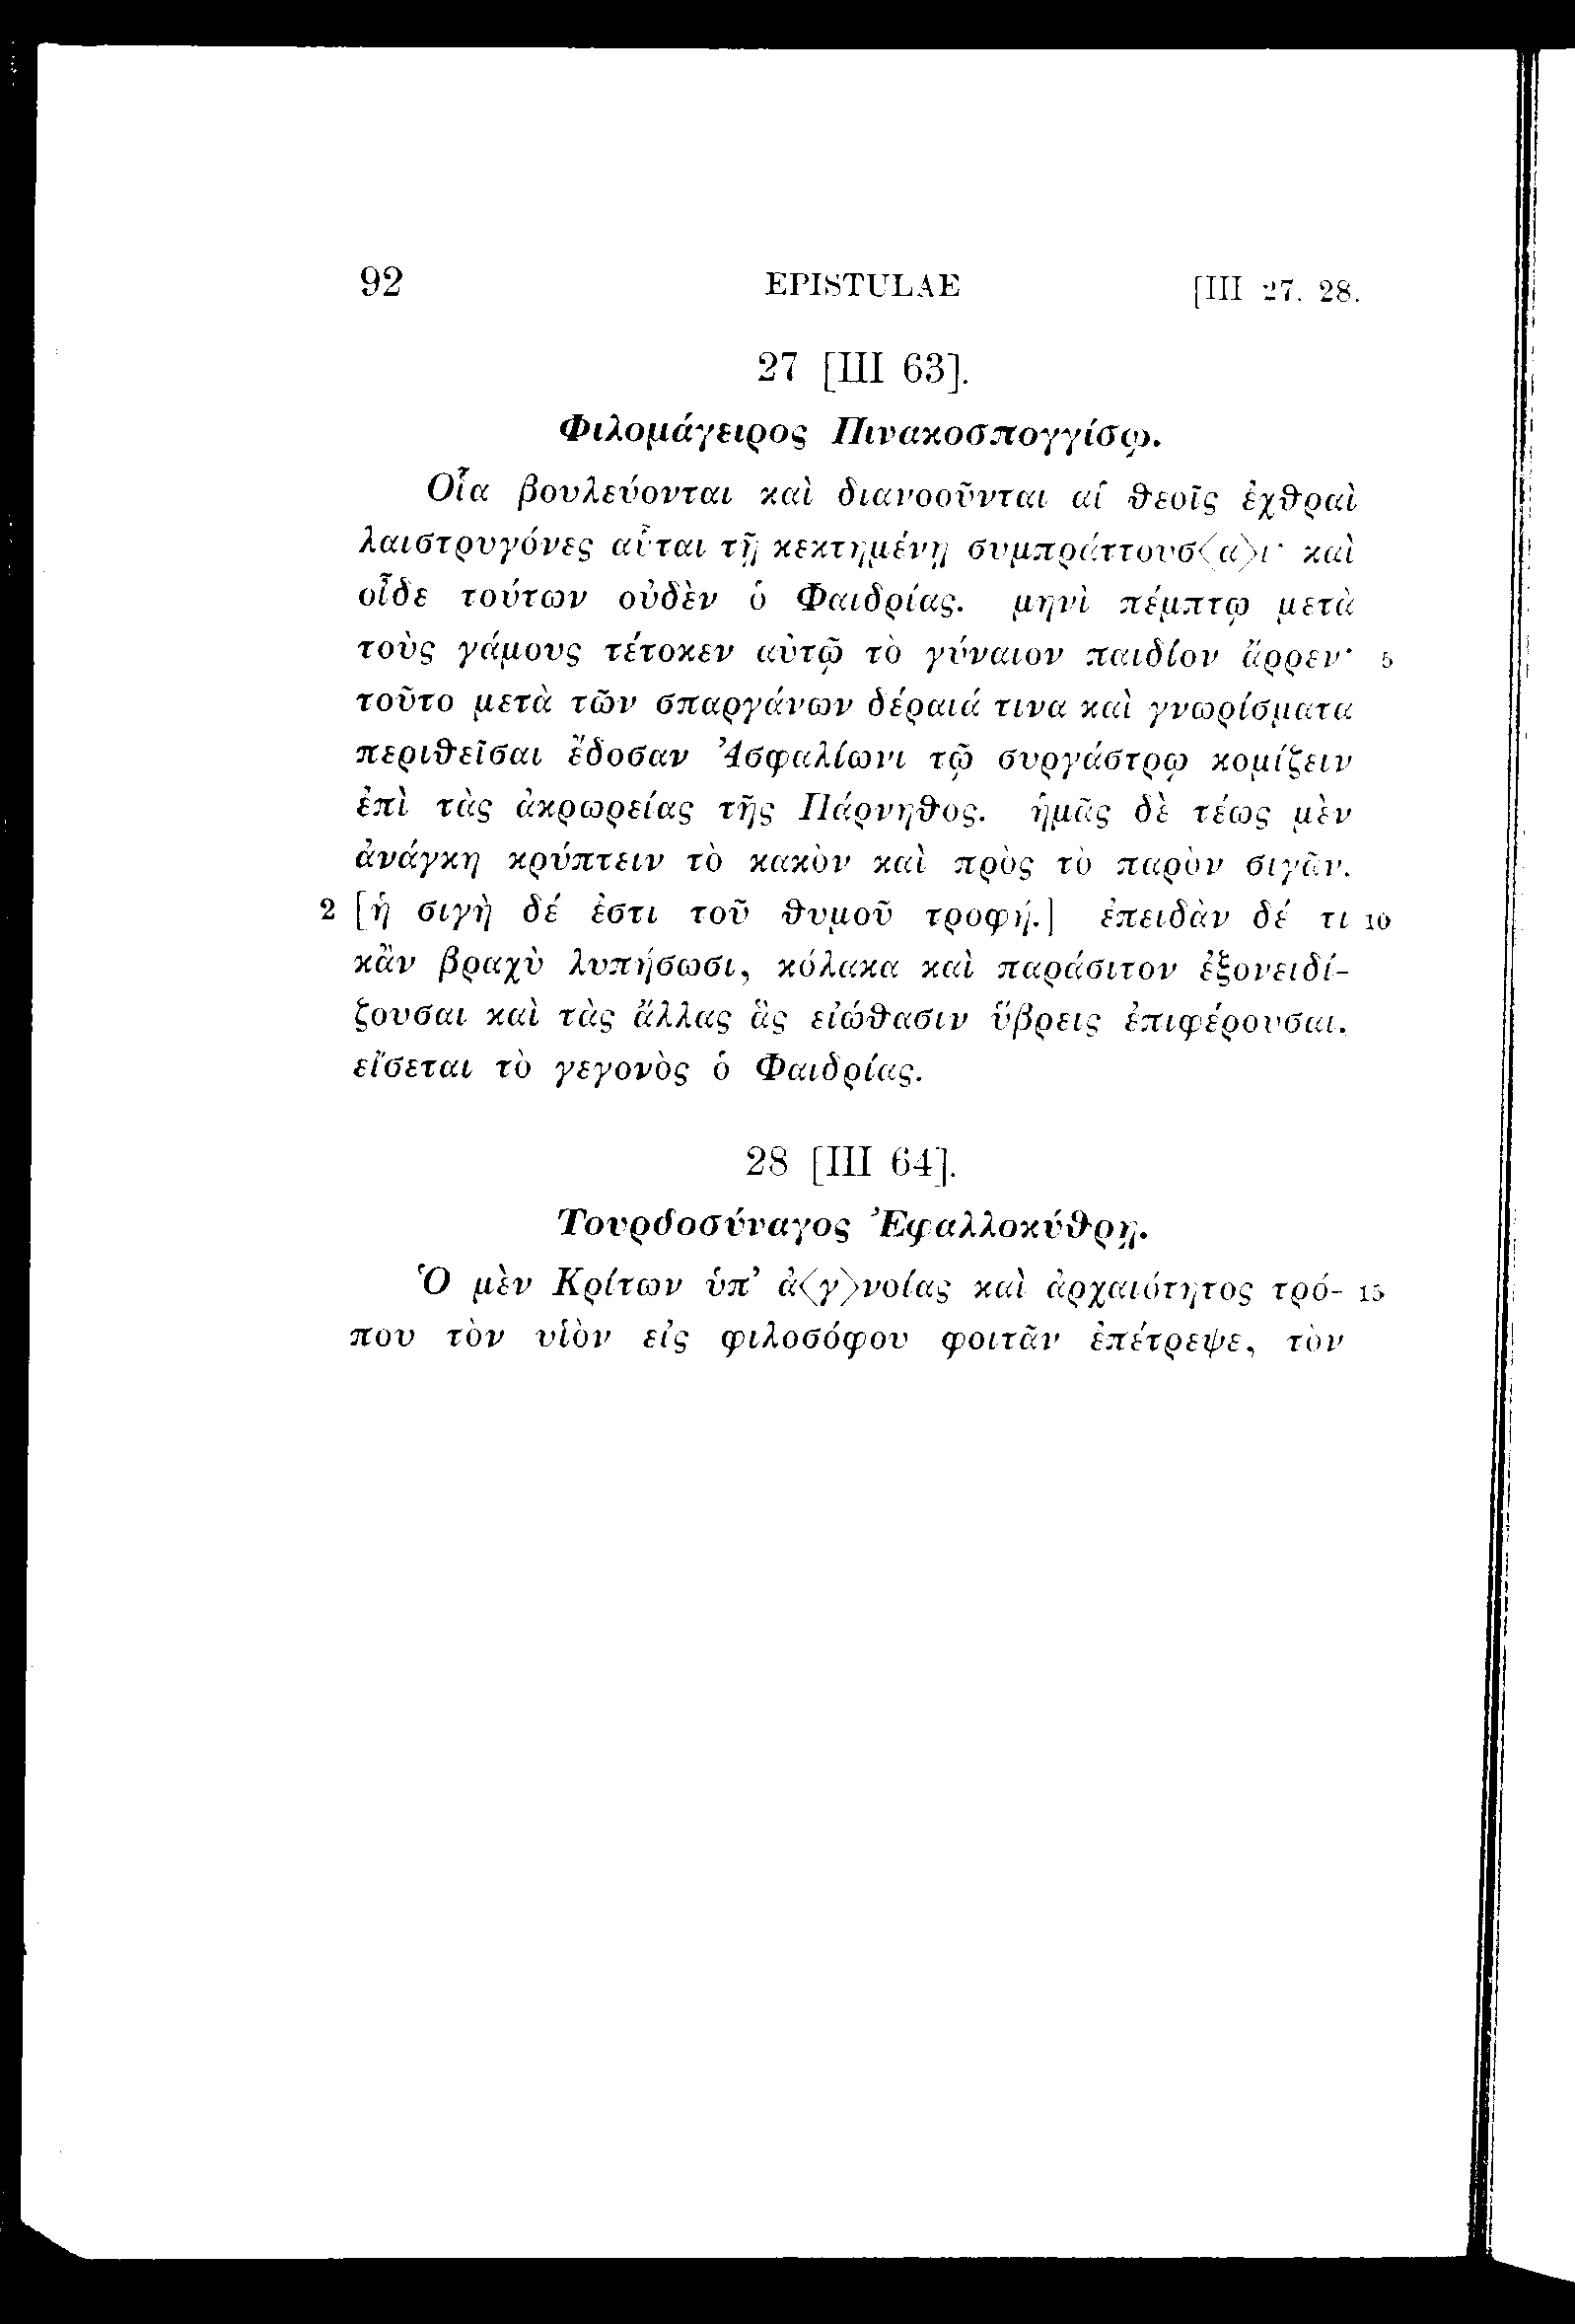 92 EPISTULAE [III 27. 28.
27 [III 63].
Φιλομάγειρος Πινακοσπογγίσῳ.
Οἷα βουλεύονται καὶ διανοοῦνται αἱ θεοῖς ἐχθραὶ
λαιστρυγόνες αὗται τῇ κεκτημένῃ συμπράττουσ⟨α⟩ι· καὶ
οἶδε τούτων οὐδὲν ὁ Φαιδρίας. μηνὶ πέμπτῳ μετὰ
τοὺς γάμους τέτοκεν αὐτῷ τὸ γύναιον παιδίον ἄρρεν· 5
τοῦτο μετὰ τῶν σπαργάνων δέραιά τινα καὶ γνωρίσματα
περιθεῖσαι ἔδοσαν Ἀσφαλίωνι τῷ συργάστρῳ κομίζειν
ἐπὶ τὰς ἀκρωρείας τῆς Πάρνηθος. ἡμᾶς δὲ τέως μὲν
ἀνάγκη κρύπτειν τὸ κακὸν καὶ πρὸς τὸ παρὸν σιγᾶν.
2 [ἡ σιγὴ δέ ἐστι τοῦ θυμοῦ τροφή.] ἐπειδὰν δέ τι 10
κἂν βραχὺ λυπήσωσι, κόλακα καὶ παράσιτον ἐξονειδί-
ζουσαι καὶ τὰς ἄλλας ἃς εἰώθασιν ὕβρεις ἐπιφέρουσαι.
εἴσεται τὸ γεγονὸς ὁ Φαιδρίας.
28 [III 64].
Τουρδοσύναγος Ἐφαλλοκύθρῃ.
Ὁ μὲν Κρίτων ὑπ’ ἀ⟨γ⟩νοίας καὶ ἀρχαιότητος τρό- 15
που τὸν υἱὸν εἰς φιλοσόφου φοιτᾶν ἐπέτρεψε, τὸν